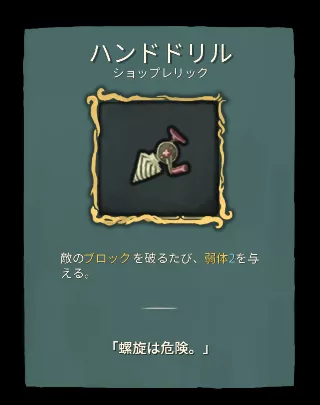 ハンドドリル
ショップレリック
敵のブロックを破るたび、弱体2を与
える。
「螺旋は危険。」